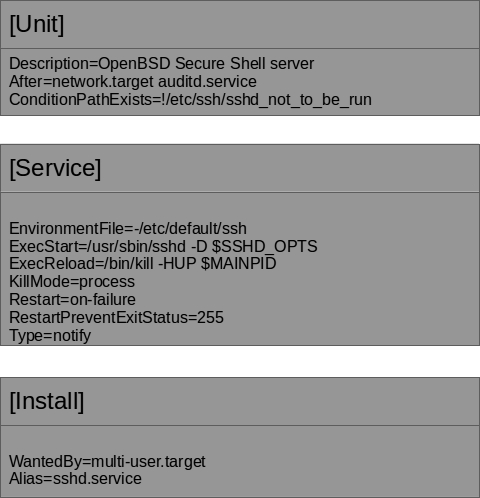 [Unit]
Description=OpenBSD Secure Shell server
After=network.target auditd.service
ConditionPathExists=!/etc/ssh/sshd_not_to_be_run
[Service]
EnvironmentFile=-/etc/default/ssh
ExecStart=/usr/sbin/sshd -D $SSHD_OPTS
ExecReload=/bin/kill -HUP $MAINPID
KillMode=process
Restart=on-failure
RestartPreventExitStatus=255
Type=notify
[Install]
WantedBy=multi-user.target
Alias=sshd.service